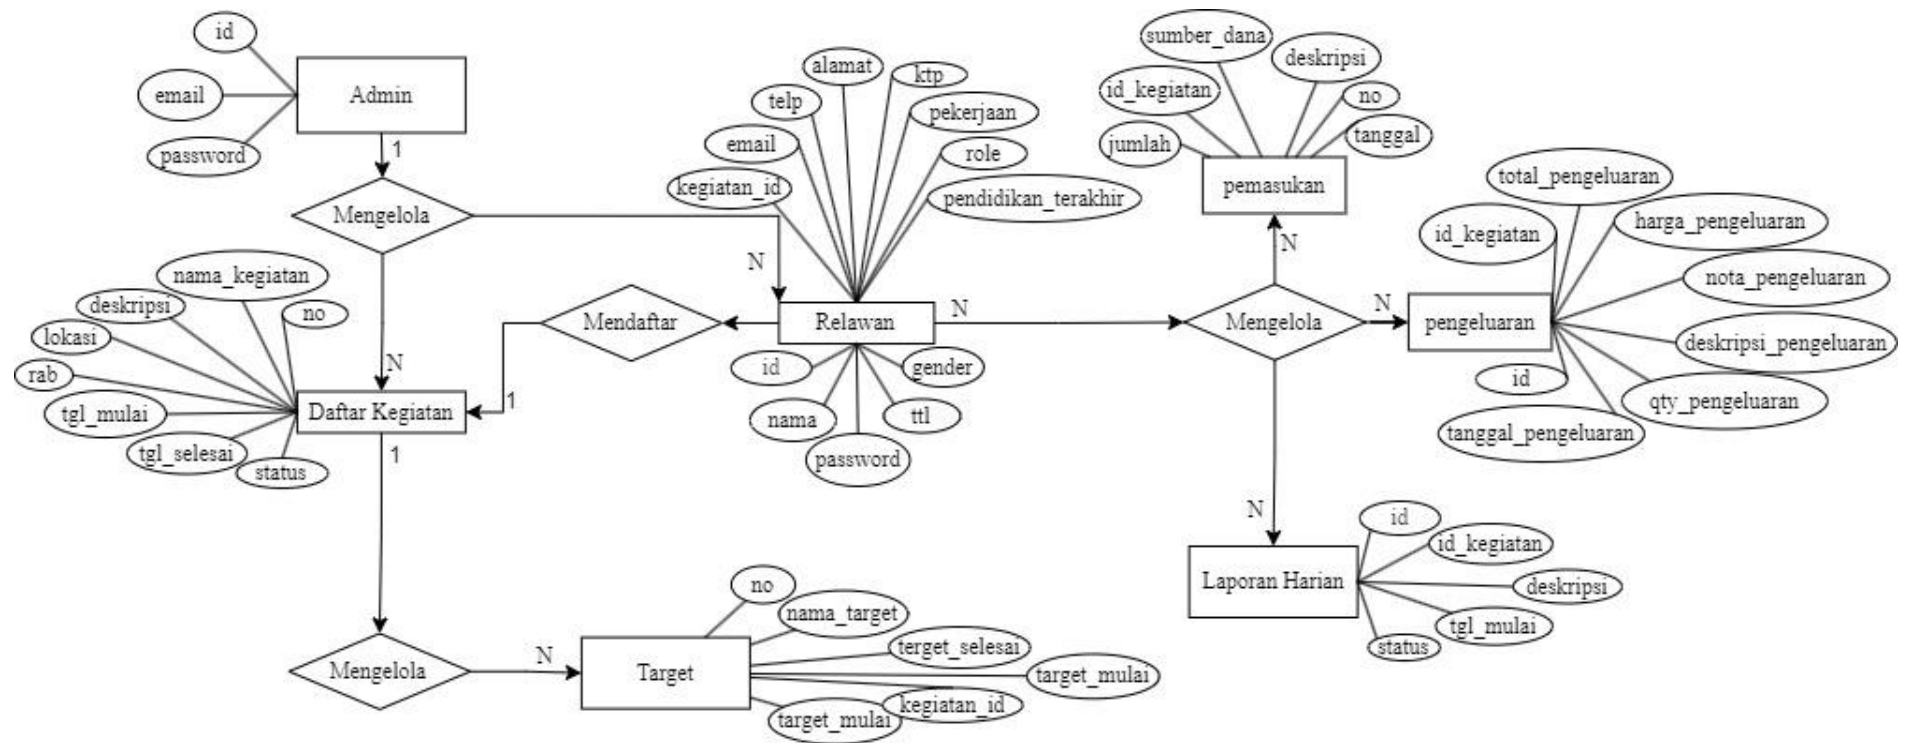 id
email
password
Admin
1
Mengelola
N
N
nama_kegiatan
no
deskripsi
lokasi
rab
tgl_mulai
tgl_selesai
status
Daftar Kegiatan
1
1
Mendaftar
alamat
ktp
telp
pekerjaan
email
role
kegiatan_id
pendidikan_terakhir
Relawan
N
id
gender
nama
ttl
password
Mengelola
N
N
N
sumber_dana
deskripsi
id_kegiatan
no
jumlah
tanggal
pemasukan
total_pengeluaran
id_kegiatan
harga_pengeluaran
nota_pengeluaran
pengeluaran
deskripsi_pengeluaran
id
qty_pengeluaran
tanggal_pengeluaran
Laporan Harian
id
id_kegiatan
deskripsi
tgl_mulai
status
Mengelola
N
Target
no
nama_target
terget_selesai
target_mulai
kegiatan_id
target_mulai